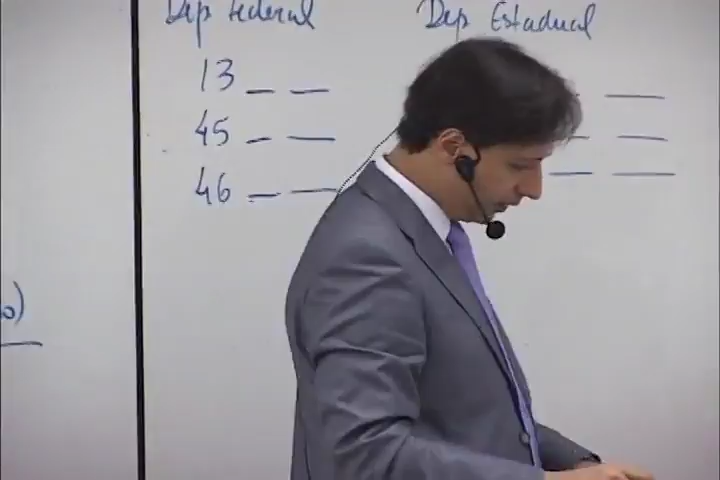 Dep Federal
Dep Estadual
13 _ _
45 _ _
46 _ _